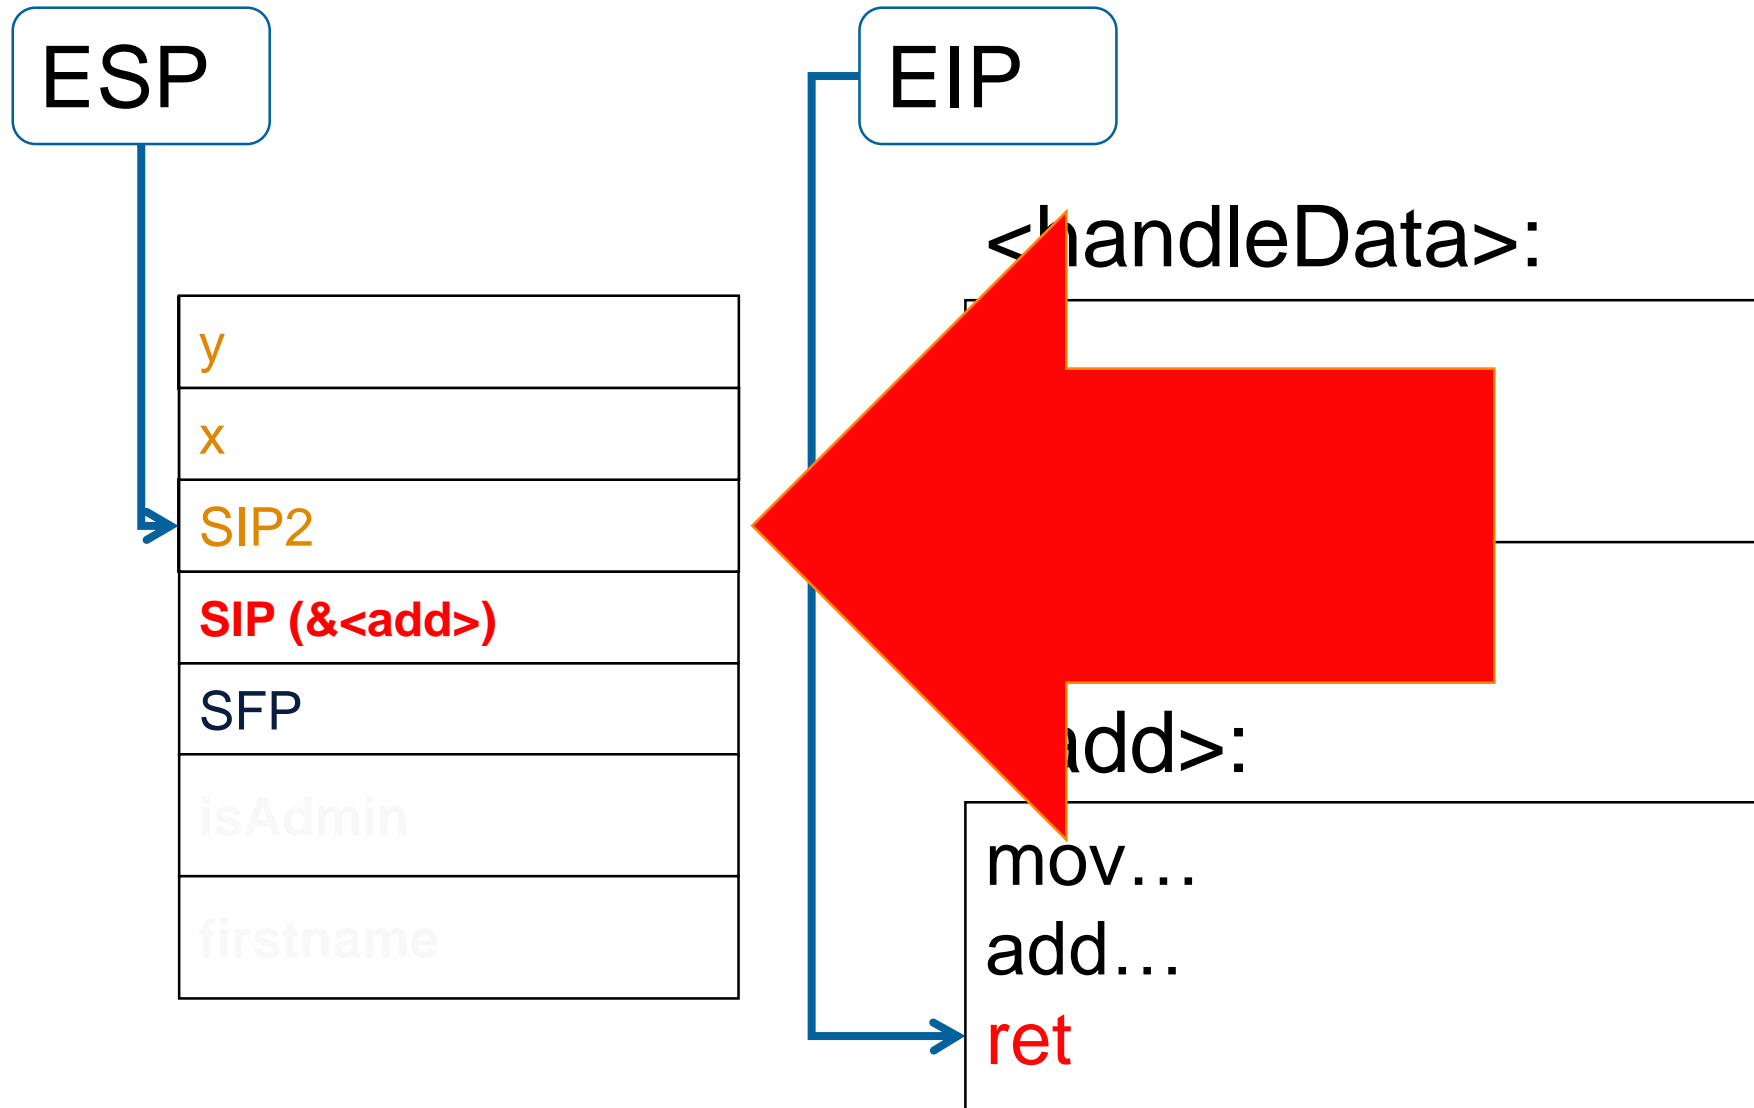 ESP
EIP
<handleData>:
y
x
SIP2
SIP (&<add>)
SFP
isAdmin
firstname
add>:
mov…
add…
ret